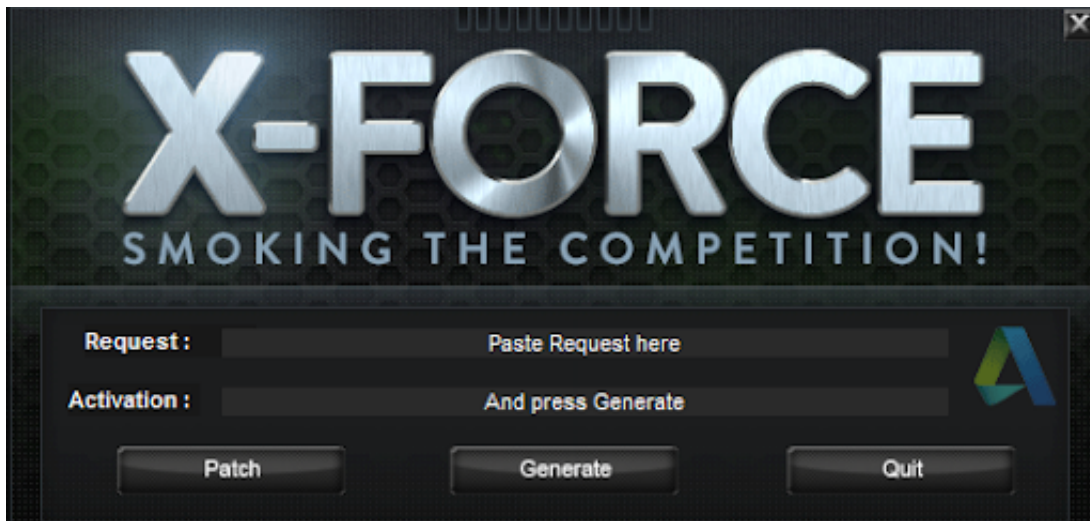 X-FORCE
SMOKING THE COMPETITION!
Request : Paste Request here
Activation : And press Generate
Patch Generate Quit